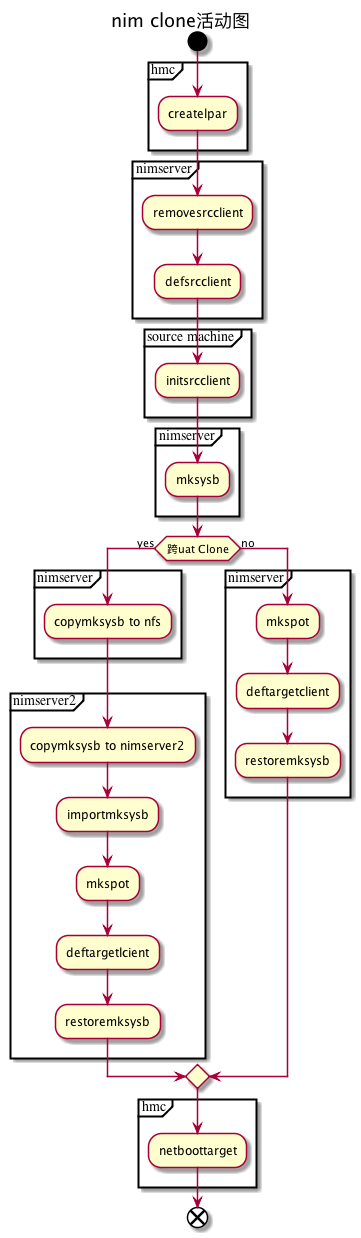 nim clone活动图
hmc
createlpar
nimserver
removesrcclient
defsrcclient
source machine
initsrcclient
nimserver
mksysb
跨uat Clone
yes
no
nimserver
copymksysb to nfs
nimserver2
copymksysb to nimserver2
importmksysb
mkspot
deftargetlcient
restoremksysb
nimserver
mkspot
deftargetclient
restoremksysb
hmc
netboottarget